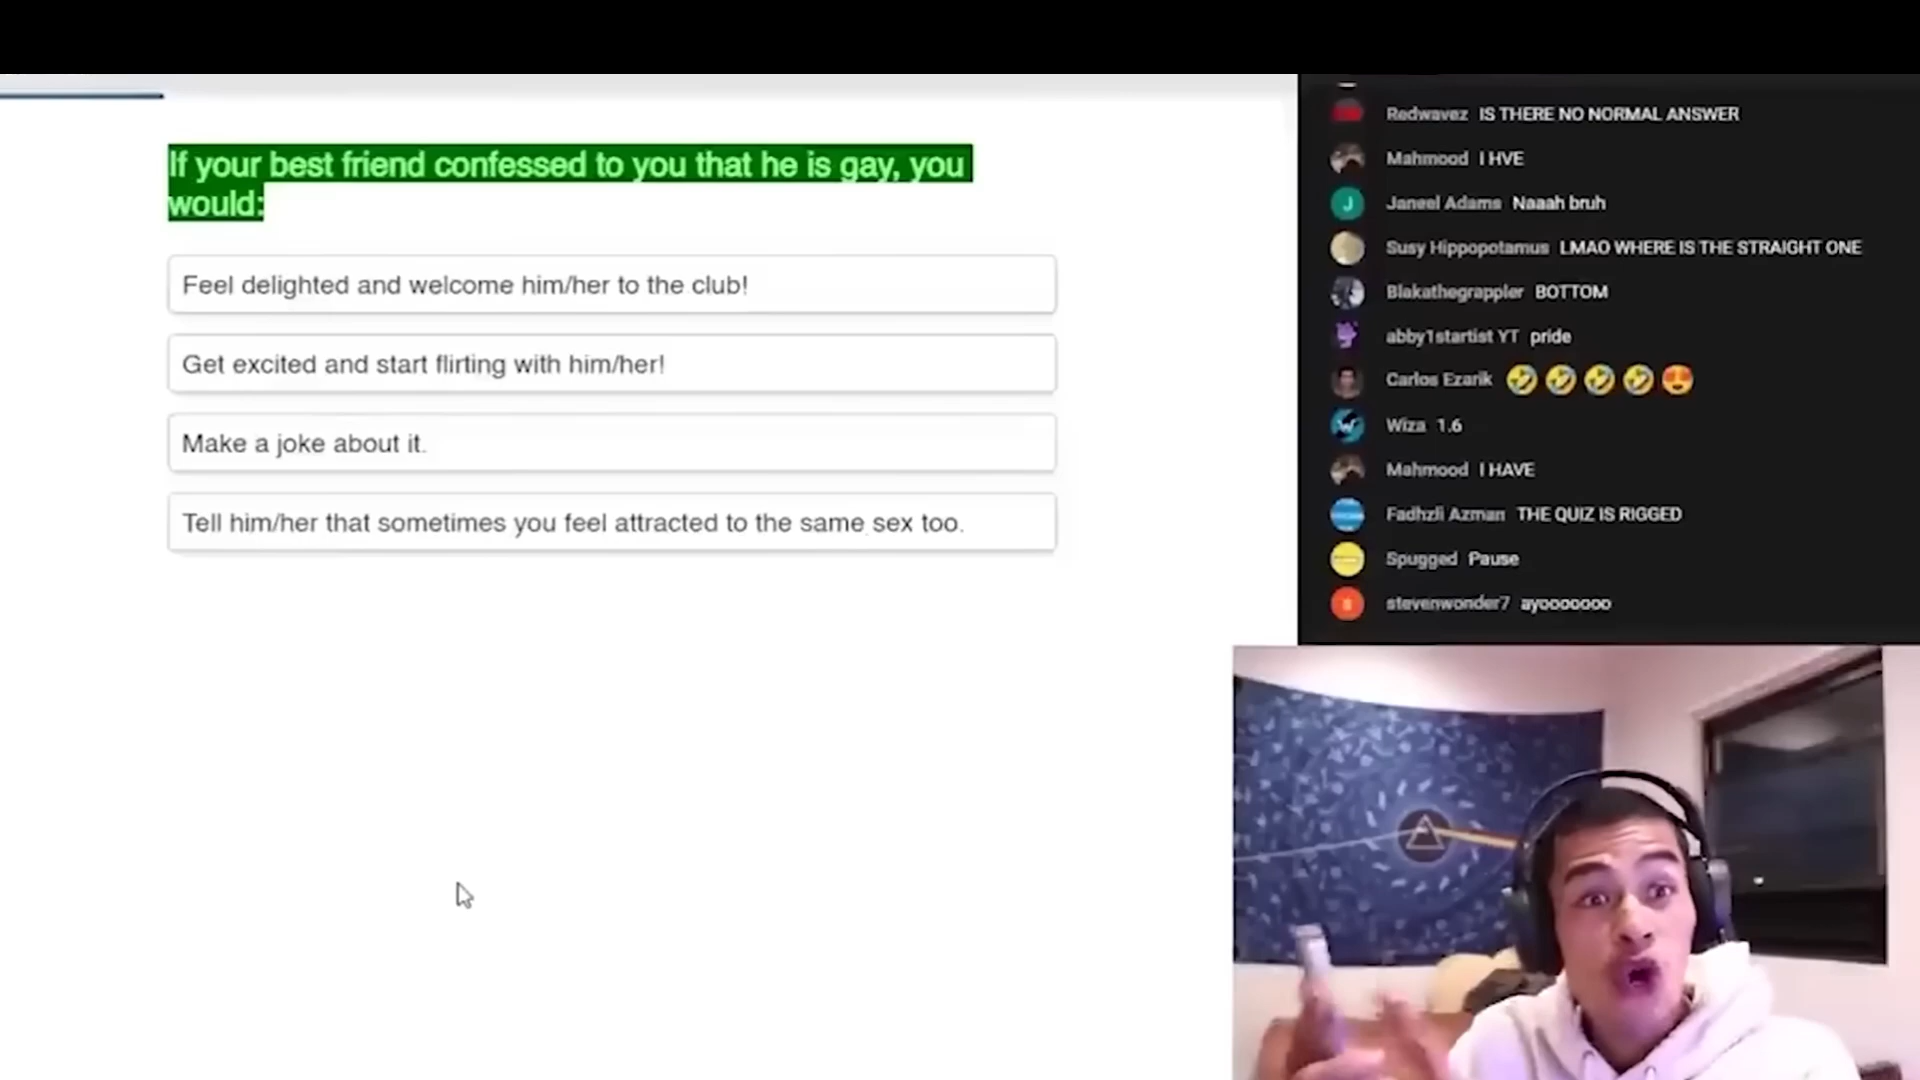 If your best friend confessed to you that he is gay, you
would:
Feel delighted and welcome him/her to the club!
Get excited and start flirting with him/her!
Make a joke about it.
Tell him/her that sometimes you feel attracted to the same sex too.
Redwavez IS THERE NO NORMAL ANSWER
Mahmood I HVE
J Janeel Adams Naaah bruh
Susy Hippopotamus LMAO WHERE IS THE STRAIGHT ONE
Blakathegrappler BOTTOM
abby1startist YT pride
Carlos Ezarik 🤣🤣🤣🤣😍
Wiza 1.6
Mahmood I HAVE
Fadhzli Azman THE QUIZ IS RIGGED
Spugged Pause
stevenwonder7 ayooooooo